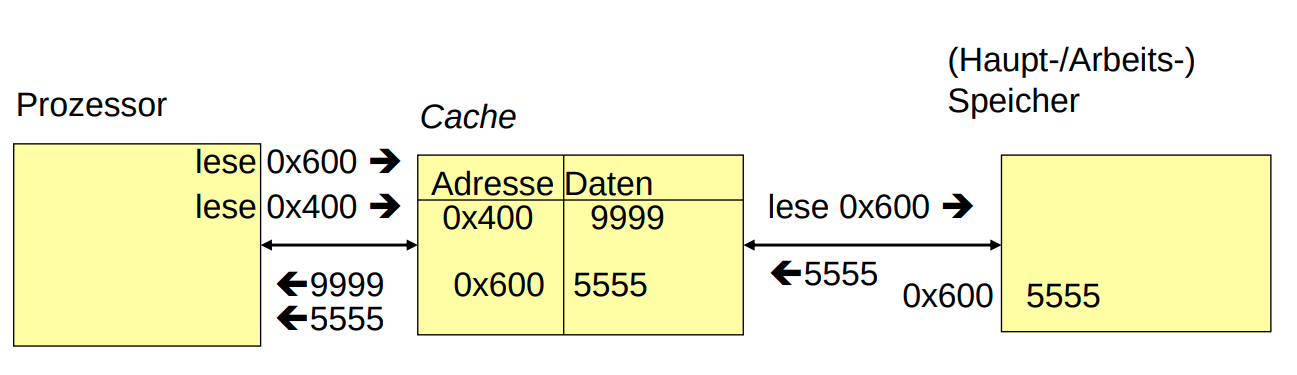 (Haupt-/Arbeits-)
Speicher
Prozessor
Cache
lese 0x600 🡺
lese 0x400 🡺
🡸9999
🡸5555
Adresse Daten
0x400 9999
0x600 5555
lese 0x600 🡺
🡸5555
0x600 5555